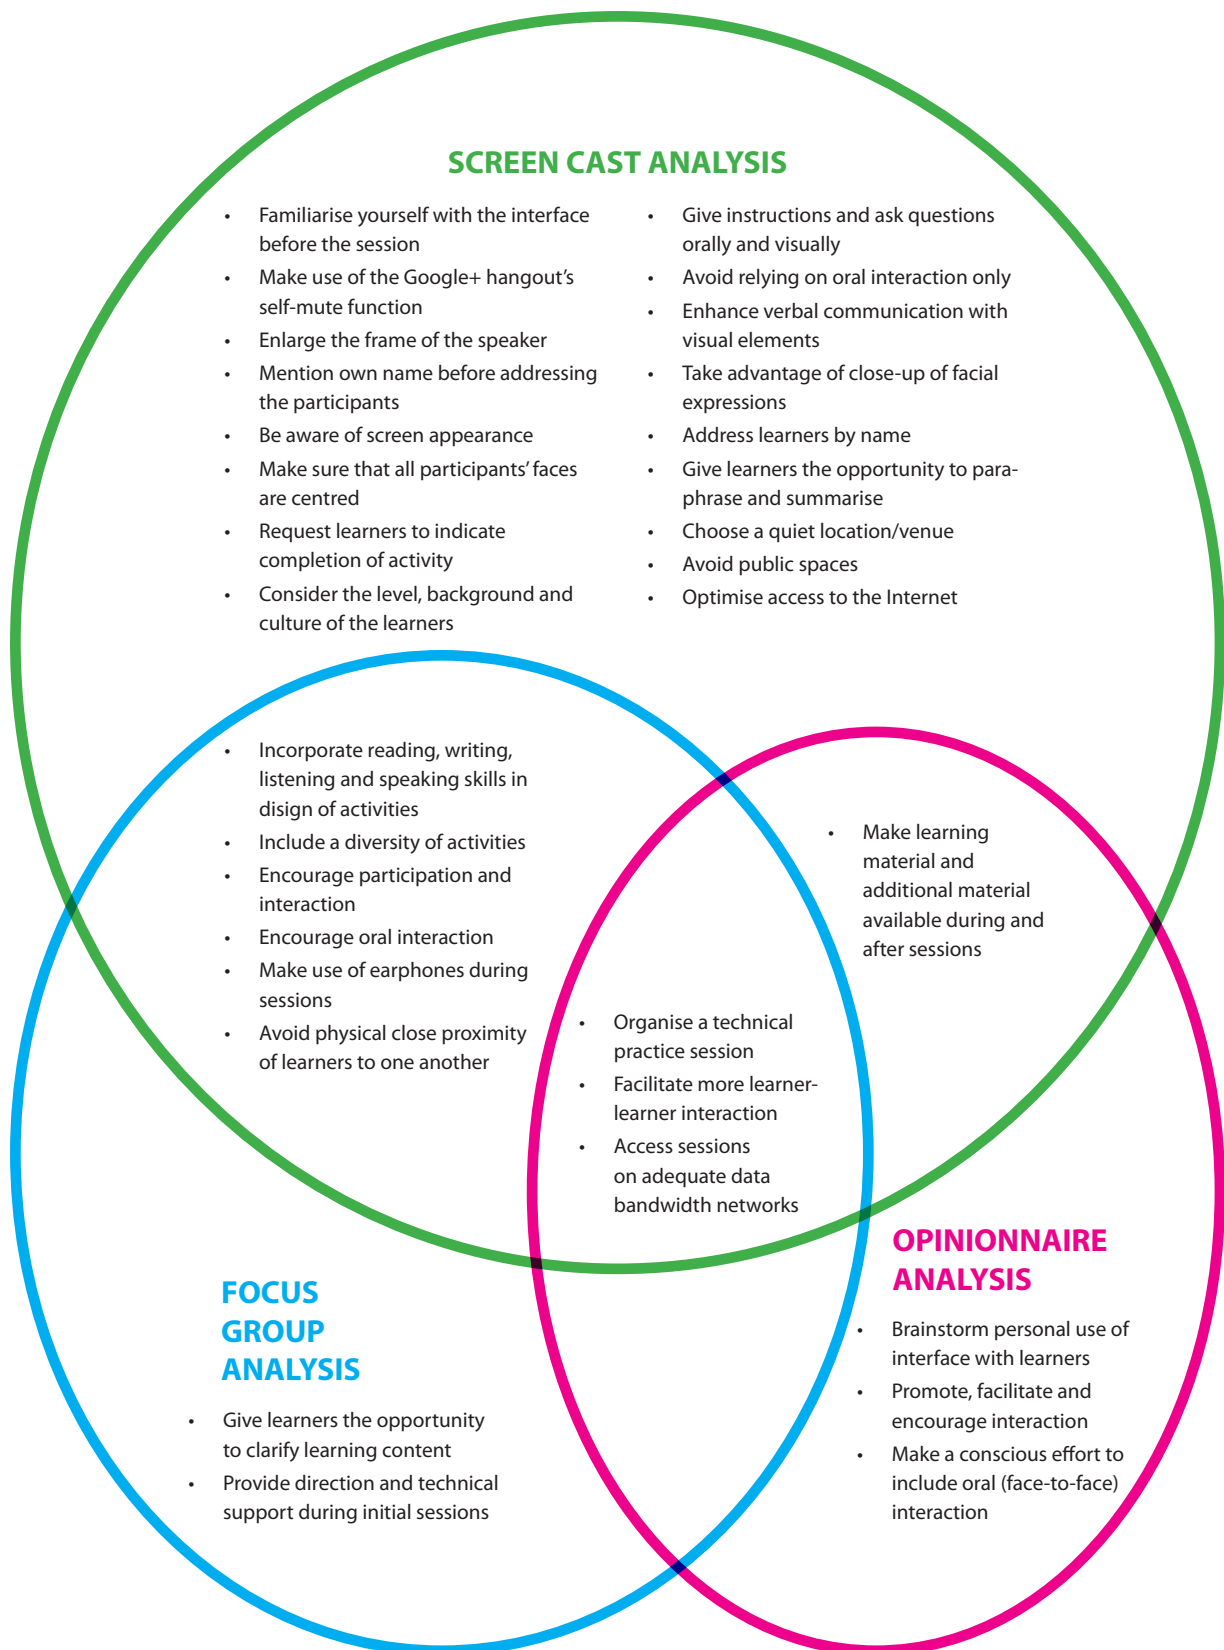 SCREEN CAST ANALYSIS
• Familiarise yourself with the interface
before the session
• Make use of the Google+ hangout's
self-mute function
• Enlarge the frame of the speaker
• Mention own name before addressing
the participants
• Be aware of screen appearance
• Make sure that all participants' faces
are centred
• Request learners to indicate
completion of activity
• Consider the level, background and
culture of the learners
• Give instructions and ask questions
orally and visually
• Avoid relying on oral interaction only
• Enhance verbal communication with
visual elements
• Take advantage of close-up of facial
expressions
• Address learners by name
• Give learners the opportunity to para-
phrase and summarise
• Choose a quiet location/venue
• Avoid public spaces
• Optimise access to the Internet
• Incorporate reading, writing,
listening and speaking skills in
disign of activities
• Include a diversity of activities
• Encourage participation and
interaction
• Encourage oral interaction
• Make use of earphones during
sessions
• Avoid physical close proximity
of learners to one another
• Make learning
material and
additional material
available during and
after sessions
• Organise a technical
practice session
• Facilitate more learner-
learner interaction
• Access sessions
on adequate data
bandwidth networks
FOCUS
GROUP
ANALYSIS
• Give learners the opportunity
to clarify learning content
• Provide direction and technical
support during initial sessions
OPINIONNAIRE
ANALYSIS
• Brainstorm personal use of
interface with learners
• Promote, facilitate and
encourage interaction
• Make a conscious effort to
include oral (face-to-face)
interaction